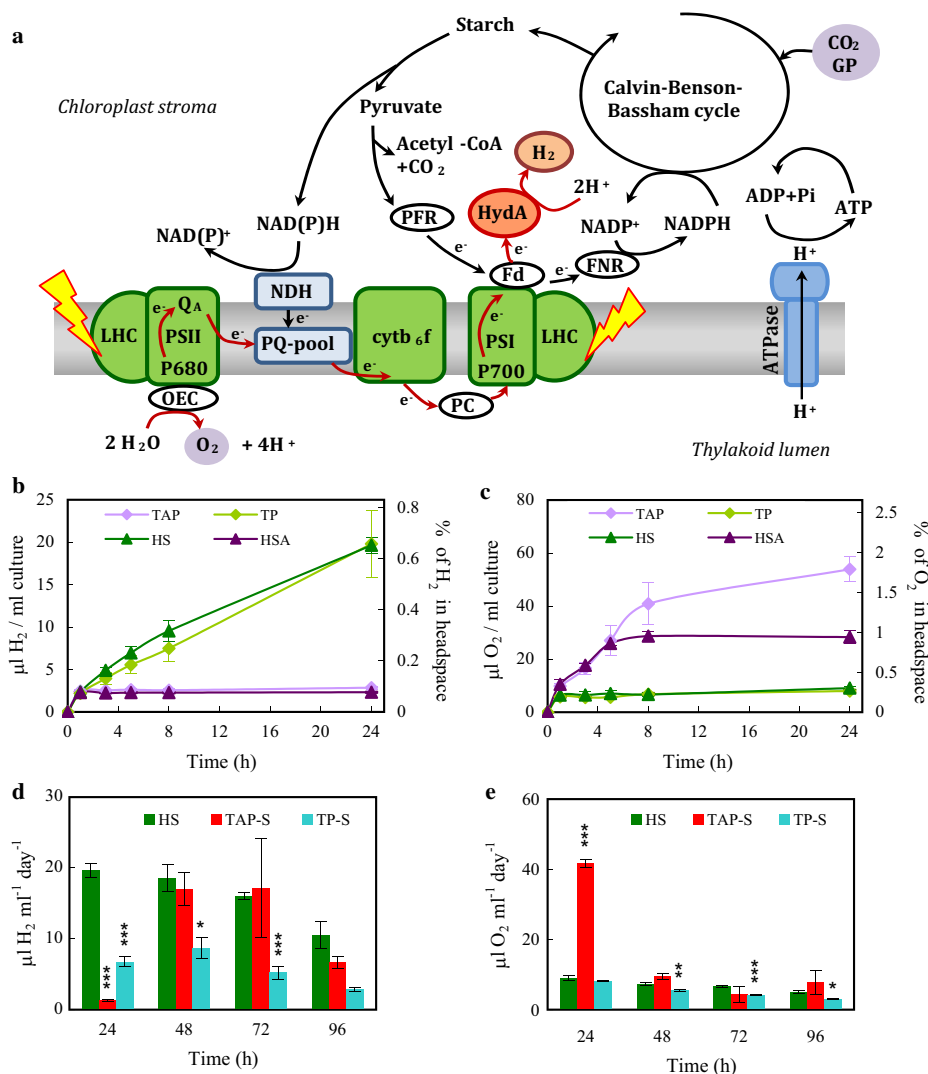 a
Starch
CO2
GP
Chloroplast stroma
Pyruvate
Calvin-Benson-
Bassham cycle
Acetyl -CoA
+CO2
H2
2H+
ADP+Pi
ATP
NAD(P)+
NAD(P)H
PFR
HydA
NADP+
NADPH
e-
e-
Fd
e-
FNR
H+
NDH
LHC
e-
QA
PSII
P680
e-
e-
PQ-pool
cytb6f
e-
PSI
P700
LHC
ATPase
e-
OEC
e-
PC
H+
2 H2O
O2
+ 4H+
Thylakoid lumen
b
TAP
TP
HS
HSA
µl H2 / ml culture
25
20
15
10
5
0
0 4 8 12 16 20 24
Time (h)
0.8
0.6
0.4
0.2
0
% of H2 in headspace
c
TAP
TP
HS
HSA
µl O2 / ml culture
80
60
40
20
0
0 4 8 12 16 20 24
Time (h)
2.5
2
1.5
1
0.5
0
% of O2 in headspace
d
HS
TAP-S
TP-S
µl H2 ml-1 day-1
30
20
10
0
***
***
*
***
24 48 72 96
Time (h)
e
HS
TAP-S
TP-S
µl O2 ml-1 day-1
60
40
20
0
***
**
***
*
24 48 72 96
Time (h)